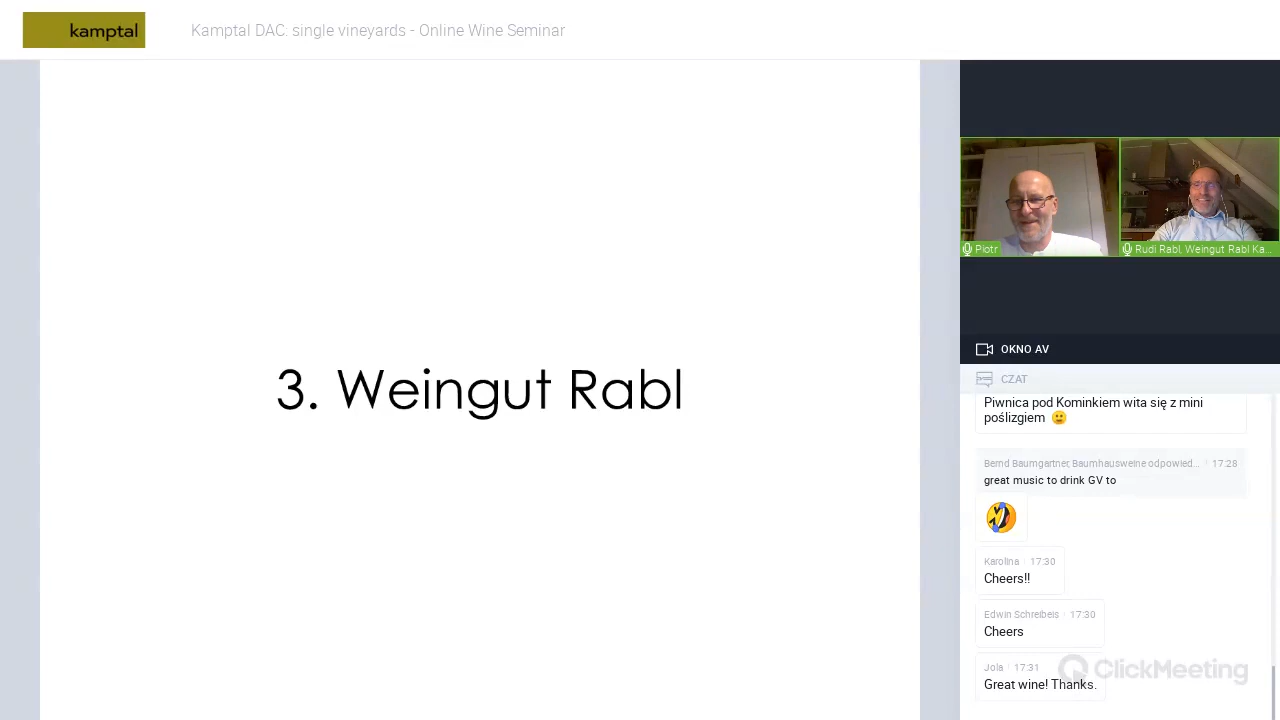 kamptal
Kamptal DAC. single vineyards - Online Wine Seminar
3. Weingut Rabl
Piotr
Rudi Rabl, Weingut Rabl Ka...
OKNO AV
CZAT
Piwnica pod Kominkiem wita się z mini
poślizgiem
Bernd Baumgartner, Baumhausweine odpowied... 17:28
great music to drink GV to
Karolina 17:30
Cheers!!
Edwin Schreibeis 17:30
Cheers
Jola 17:31
Great wine! Thanks.
ClickMeeting